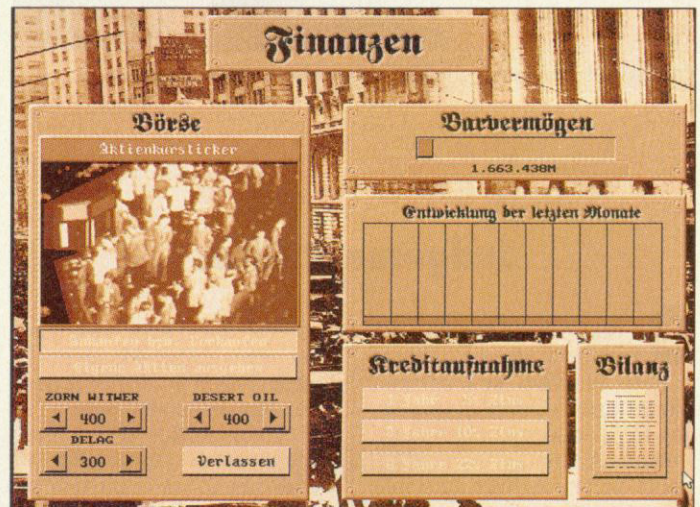 Finanzen
Börse
Aktienkursticker
ZORN WITWER
400
DESERT OIL
400
DELAG
300
Verlassen
Barvermögen
1.663.438M
Entwicklung der letzten Monate
Kreditaufnahme
Bilanz